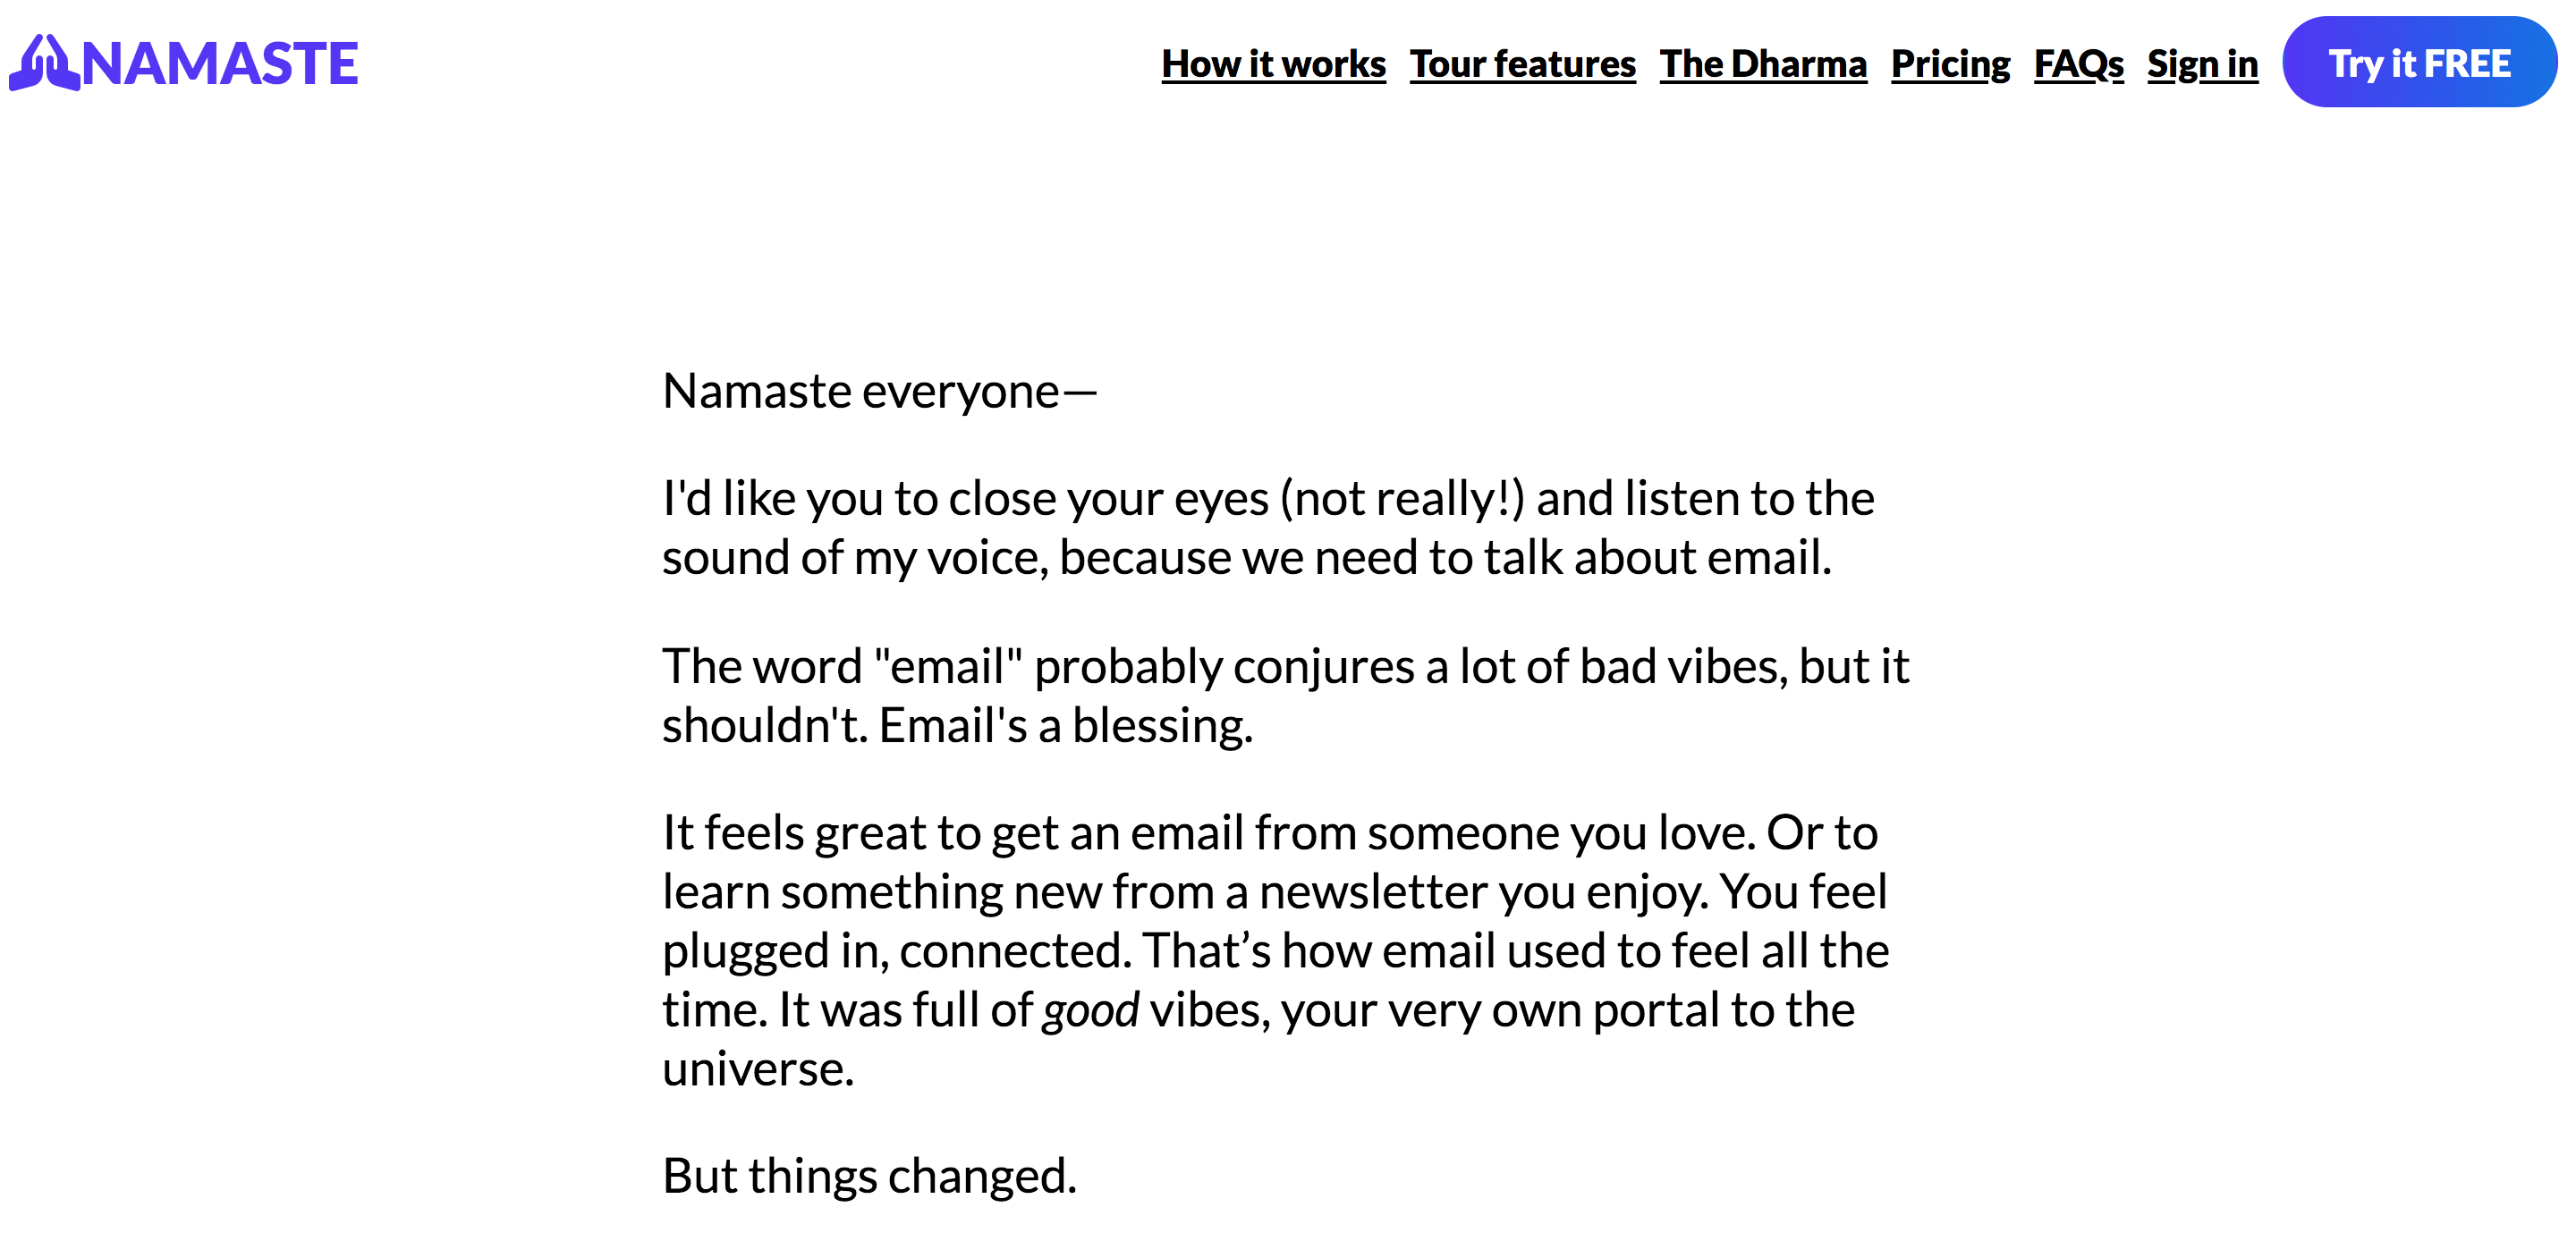 NAMASTE
How it works Tour features The Dharma Pricing FAQs Sign in Try it FREE
Namaste everyone—
I'd like you to close your eyes (not really!) and listen to the
sound of my voice, because we need to talk about email.
The word "email" probably conjures a lot of bad vibes, but it
shouldn't. Email's a blessing.
It feels great to get an email from someone you love. Or to
learn something new from a newsletter you enjoy. You feel
plugged in, connected. That’s how email used to feel all the
time. It was full of good vibes, your very own portal to the
universe.
But things changed.